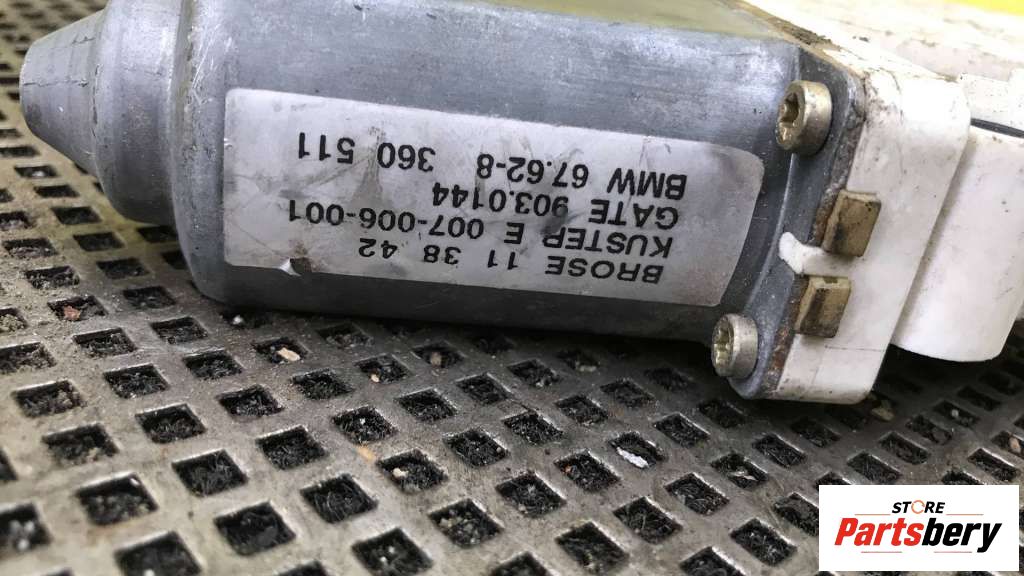 BROSE 11 38 42
KUSTER E 007-006-001
GATE 903.0144
BMW 67.62-8 360 511
STORE
Partsbery